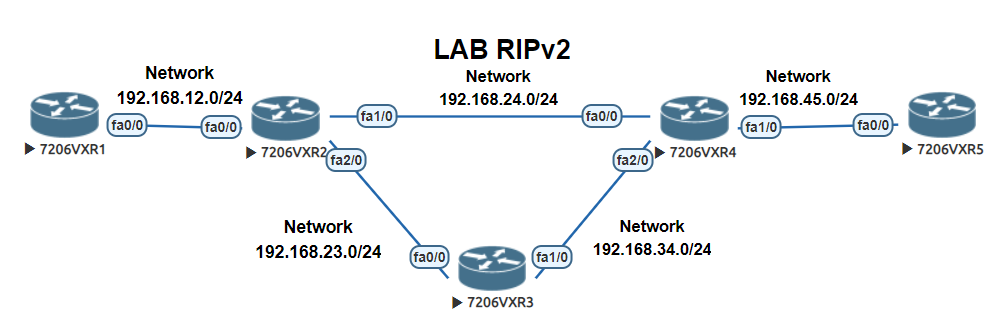 LAB RIPv2
Network
192.168.12.0/24
Network
192.168.24.0/24
Network
192.168.45.0/24
fa0/0
fa0/0
fa1/0
fa0/0
fa1/0
fa0/0
7206VXR1
7206VXR2
7206VXR4
7206VXR5
fa2/0
fa2/0
Network
192.168.23.0/24
Network
192.168.34.0/24
fa0/0
fa1/0
7206VXR3